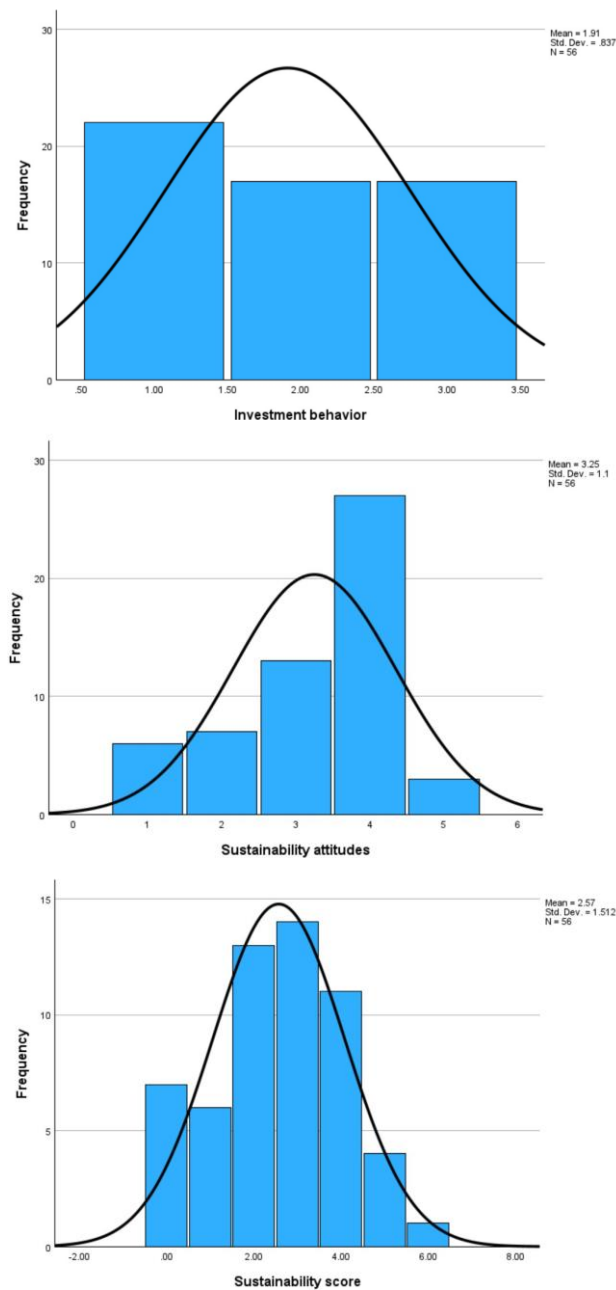 Mean = 1.91
Std. Dev. = .837
N = 56
30
20
10
0
Frequency
.50 1.00 1.50 2.00 2.50 3.00 3.50
Investment behavior
Mean = 3.25
Std. Dev. = 1.1
N = 56
30
20
10
0
Frequency
0 1 2 3 4 5 6
Sustainability attitudes
Mean = 2.57
Std. Dev. = 1.512
N = 56
15
10
5
0
Frequency
-2.00 .00 2.00 4.00 6.00 8.00
Sustainability score